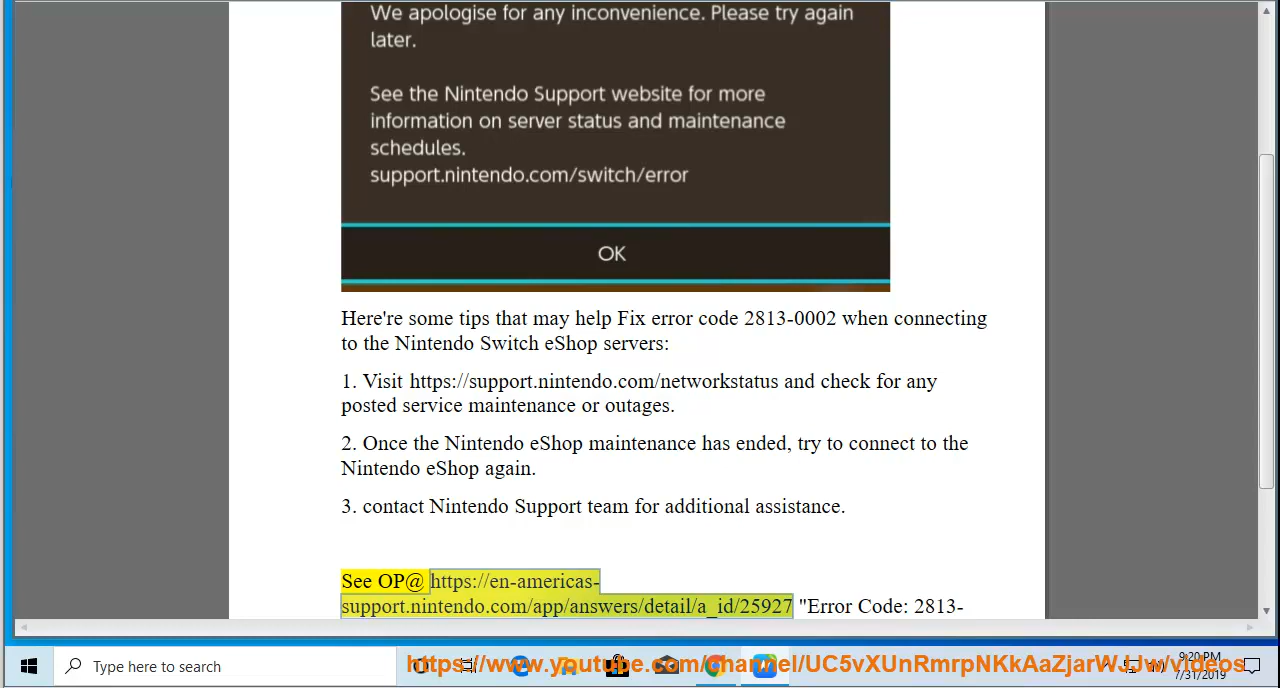 We apologise for any inconvenience. Please try again
later.
See the Nintendo Support website for more
information on server status and maintenance
schedules.
support.nintendo.com/switch/error
OK
Here're some tips that may help Fix error code 2813-0002 when connecting
to the Nintendo Switch eShop servers:
1. Visit https://support.nintendo.com/networkstatus and check for any
posted service maintenance or outages.
2. Once the Nintendo eShop maintenance has ended, try to connect to the
Nintendo eShop again.
3. contact Nintendo Support team for additional assistance.
See OP@ https://en-americas-
support.nintendo.com/app/answers/detail/a_id/25927 "Error Code: 2813-
Type here to search
https://www.youtube.com/channel/UC5vXUnRmrpNKkAaZjarWJJw/videos
9:20 PM
7/31/2019